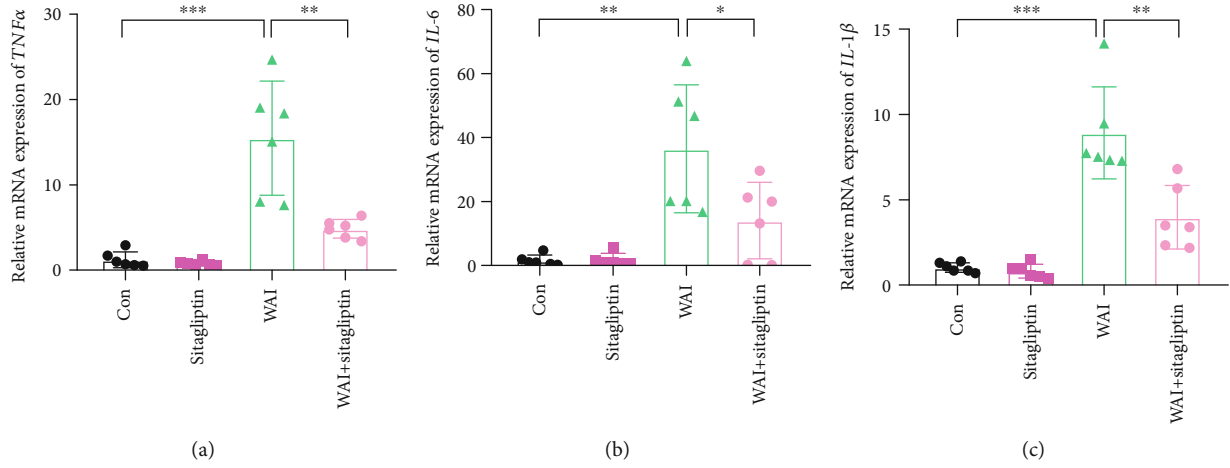 Relative mRNA expression of TNFα
30
20
10
0
***
**
Con
Sitagliptin
WAI
WAI+sitagliptin
(a)
Relative mRNA expression of IL-6
80
60
40
20
0
**
*
Con
Sitagliptin
WAI
WAI+sitagliptin
(b)
Relative mRNA expression of IL-1β
15
10
5
0
***
**
Con
Sitagliptin
WAI
WAI+sitagliptin
(c)